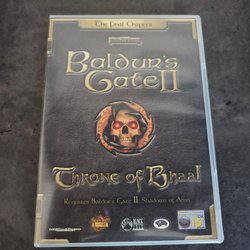 The Final Chapter
Baldur's
Gate II
Throne of Bhaal
Requires Baldur's Gate II: Shadows of Amn